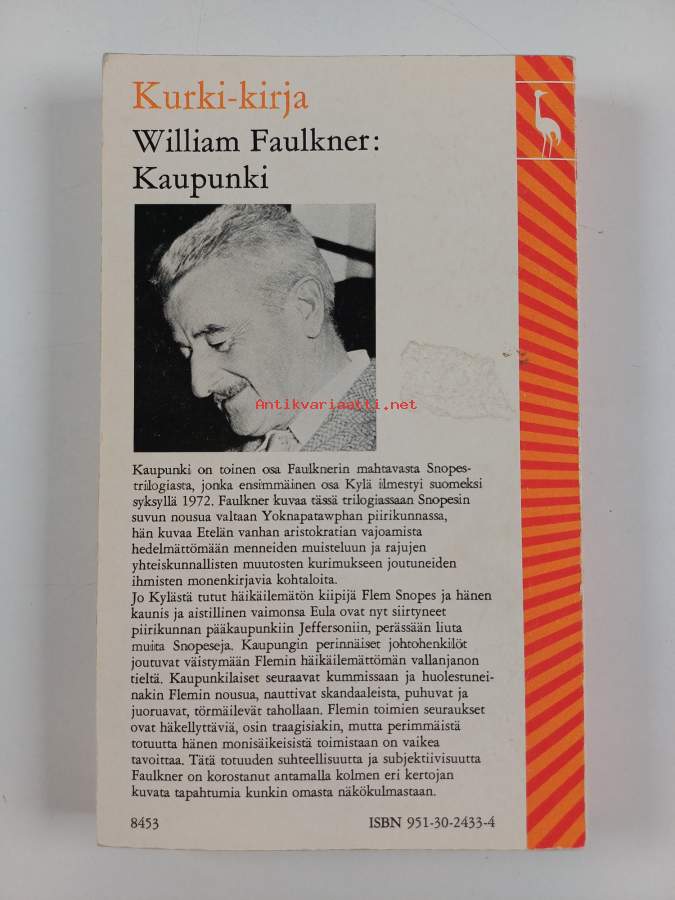 Kurki-kirja
William Faulkner:
Kaupunki
Antikvariaatti.net
Kaupunki on toinen osa Faulknerin mahtavasta Snopes-
trilogiasta, jonka ensimmäinen osa Kylä ilmestyi suomeksi
syksyllä 1972. Faulkner kuvaa tässä trilogiassaan Snopesin
suvun nousua valtaan Yoknapatawphan piirikunnassa,
hän kuvaa Etelän vanhan aristokratian vajoamista
hedelmättömään menneiden muisteluun ja rajujen
yhteiskunnallisten muutosten kurimukseen joutuneiden
ihmisten monenkirjavia kohtaloita.
Jo Kylästä tutut häikäilemätön kiipijä Flem Snopes ja hänen
kaunis ja aistillinen vaimonsa Eula ovat nyt siirtyneet
piirikunnan pääkaupunkiin Jeffersoniin, perässään liuta
muita Snopeseja. Kaupungin perinnäiset johtohenkilöt
joutuvat väistymään Flemin häikäilemättömän vallanjanon
tieltä. Kaupunkilaiset seuraavat kummissaan ja huolestunei-
nakin Flemin nousua, nauttivat skandaaleista, puhuvat ja
juoruavat, törmäilevät tahollaan. Flemin toimien seuraukset
ovat häkellyttäviä, osin traagisiakin, mutta perimmäistä
totuutta hänen monisäikeisistä toimistaan on vaikea
tavoittaa. Tätä totuuden suhteellisuutta ja subjektiivisuutta
Faulkner on korostanut antamalla kolmen eri kertojan
kuvata tapahtumia kunkin omasta näkökulmastaan.
8453 ISBN 951-30-2433-4